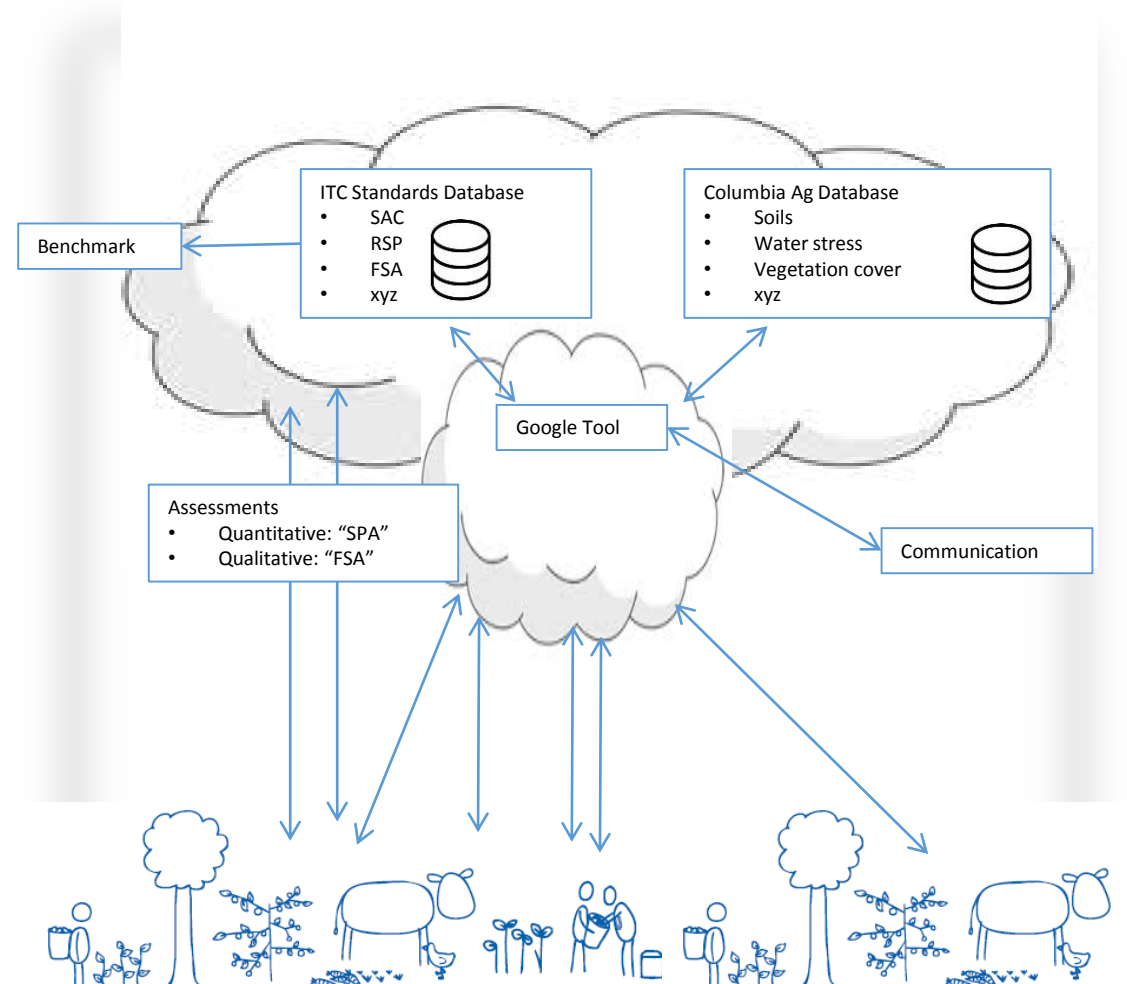 ITC Standards Database
• SAC
• RSP
• FSA
• xyz
Columbia Ag Database
• Soils
• Water stress
• Vegetation cover
• xyz
Benchmark
Google Tool
Assessments
• Quantitative: “SPA”
• Qualitative: “FSA”
Communication